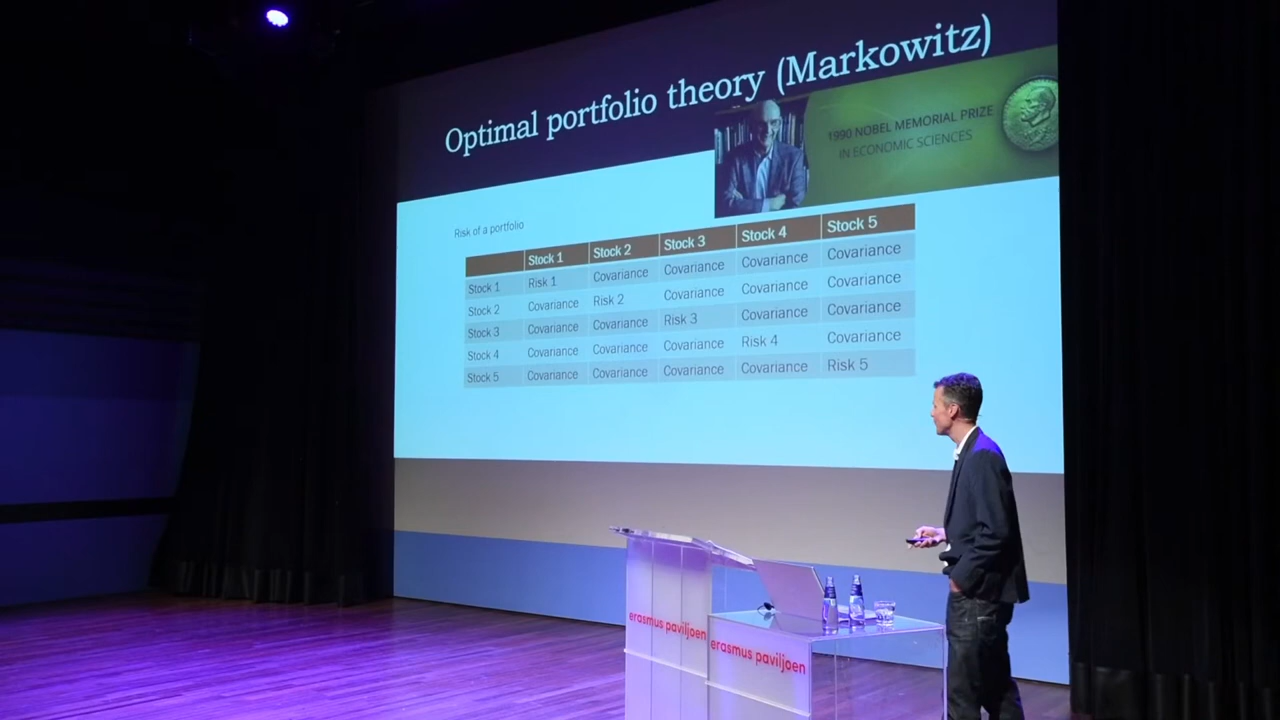 Optimal portfolio theory (Markowitz)
1990 NOBEL MEMORIAL PRIZE
IN ECONOMIC SCIENCES
Risk of a portfolio
Stock 1 Stock 2 Stock 3 Stock 4 Stock 5
Stock 1 Risk 1 Covariance Covariance Covariance Covariance
Stock 2 Covariance Risk 2 Covariance Covariance Covariance
Stock 3 Covariance Covariance Risk 3 Covariance Covariance
Stock 4 Covariance Covariance Covariance Risk 4 Covariance
Stock 5 Covariance Covariance Covariance Covariance Risk 5
erasmus paviljoen
erasmus paviljoen